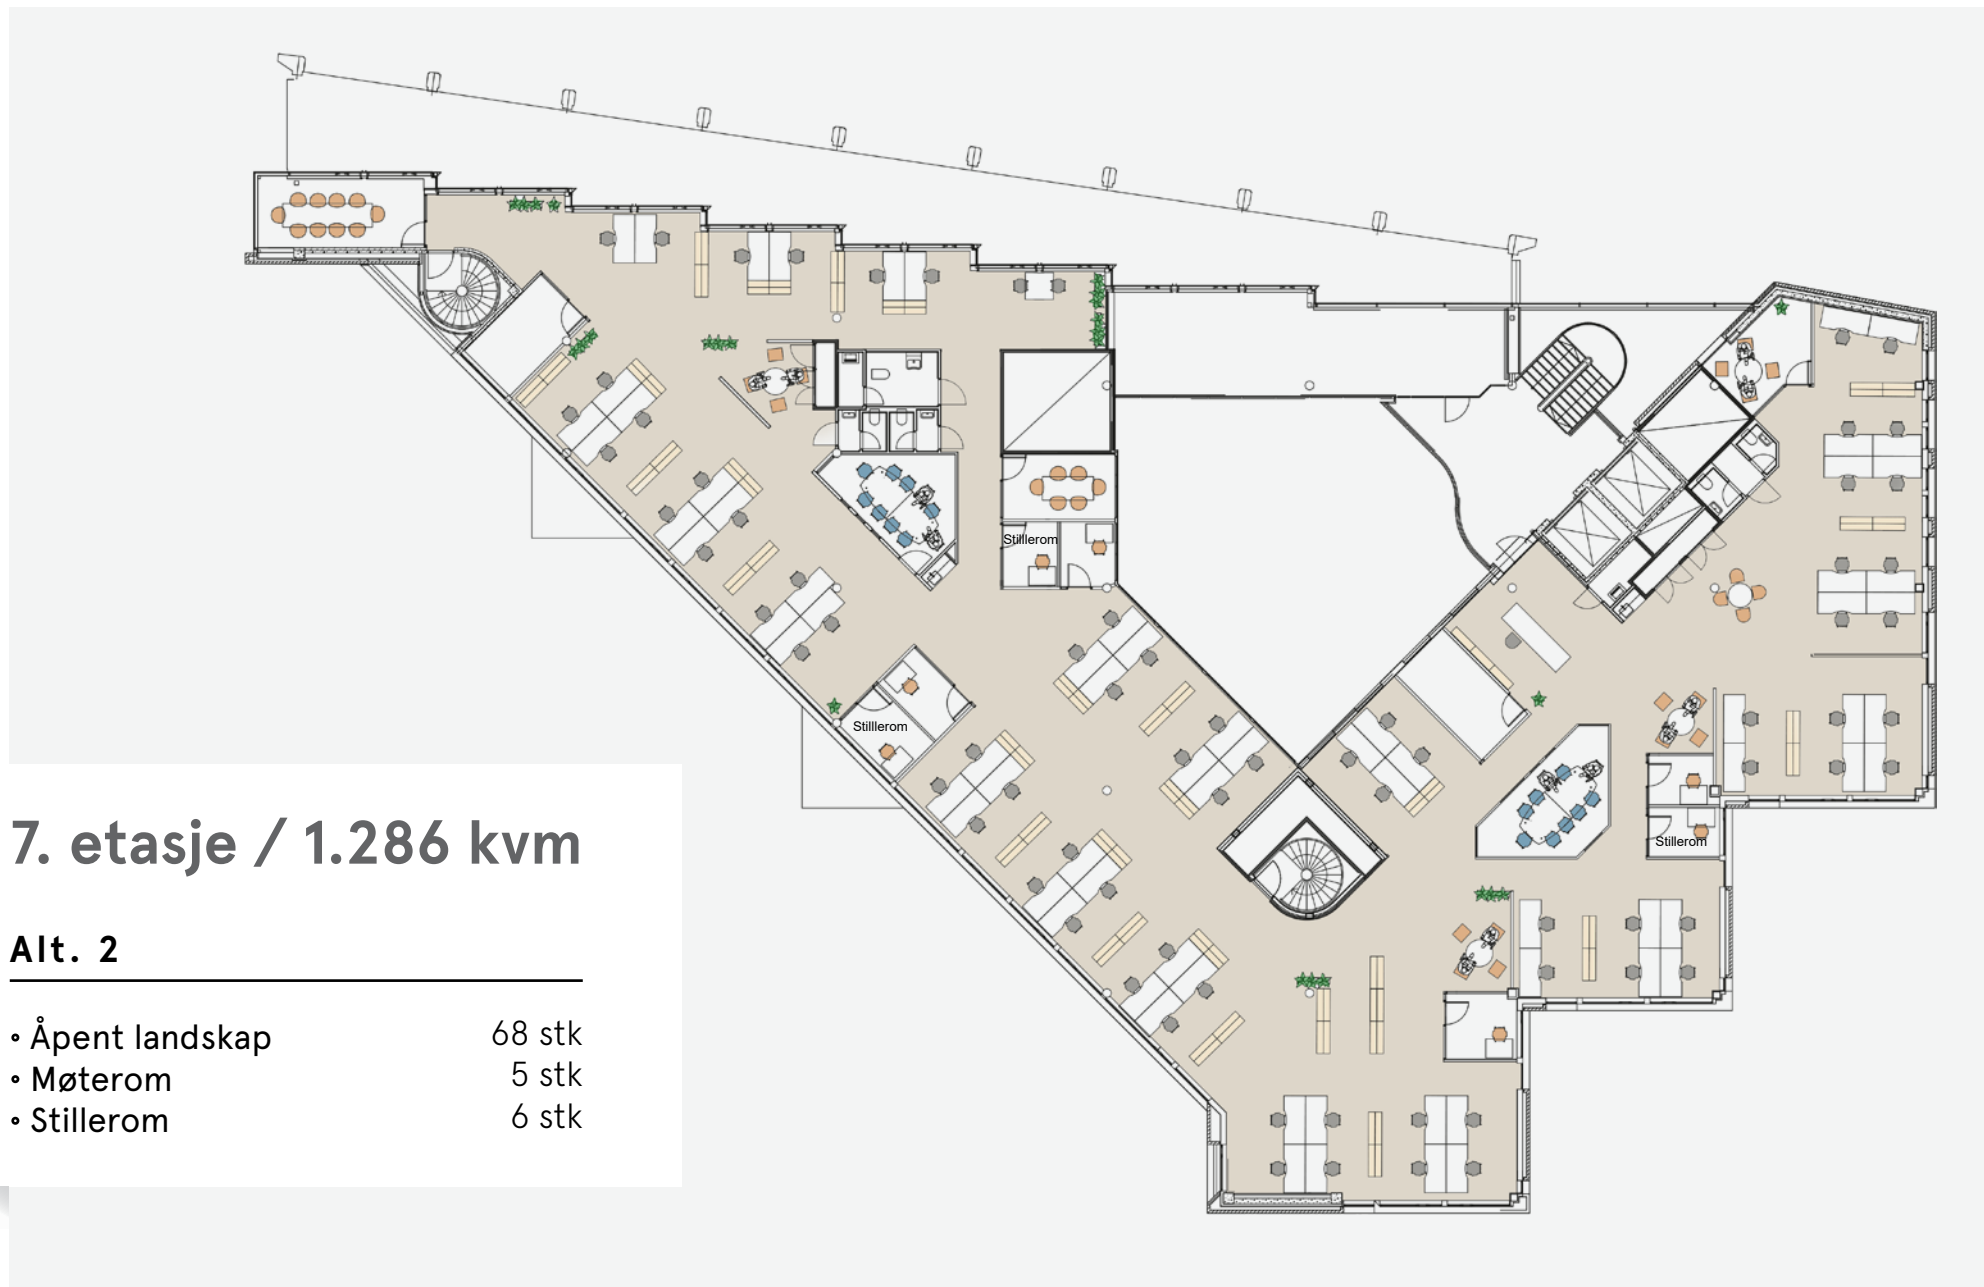 Stillerom
Stilllerom
Stillerom
7. etasje / 1.286 kvm
Alt. 2
• Åpent landskap 68 stk
• Møterom 5 stk
• Stillerom 6 stk